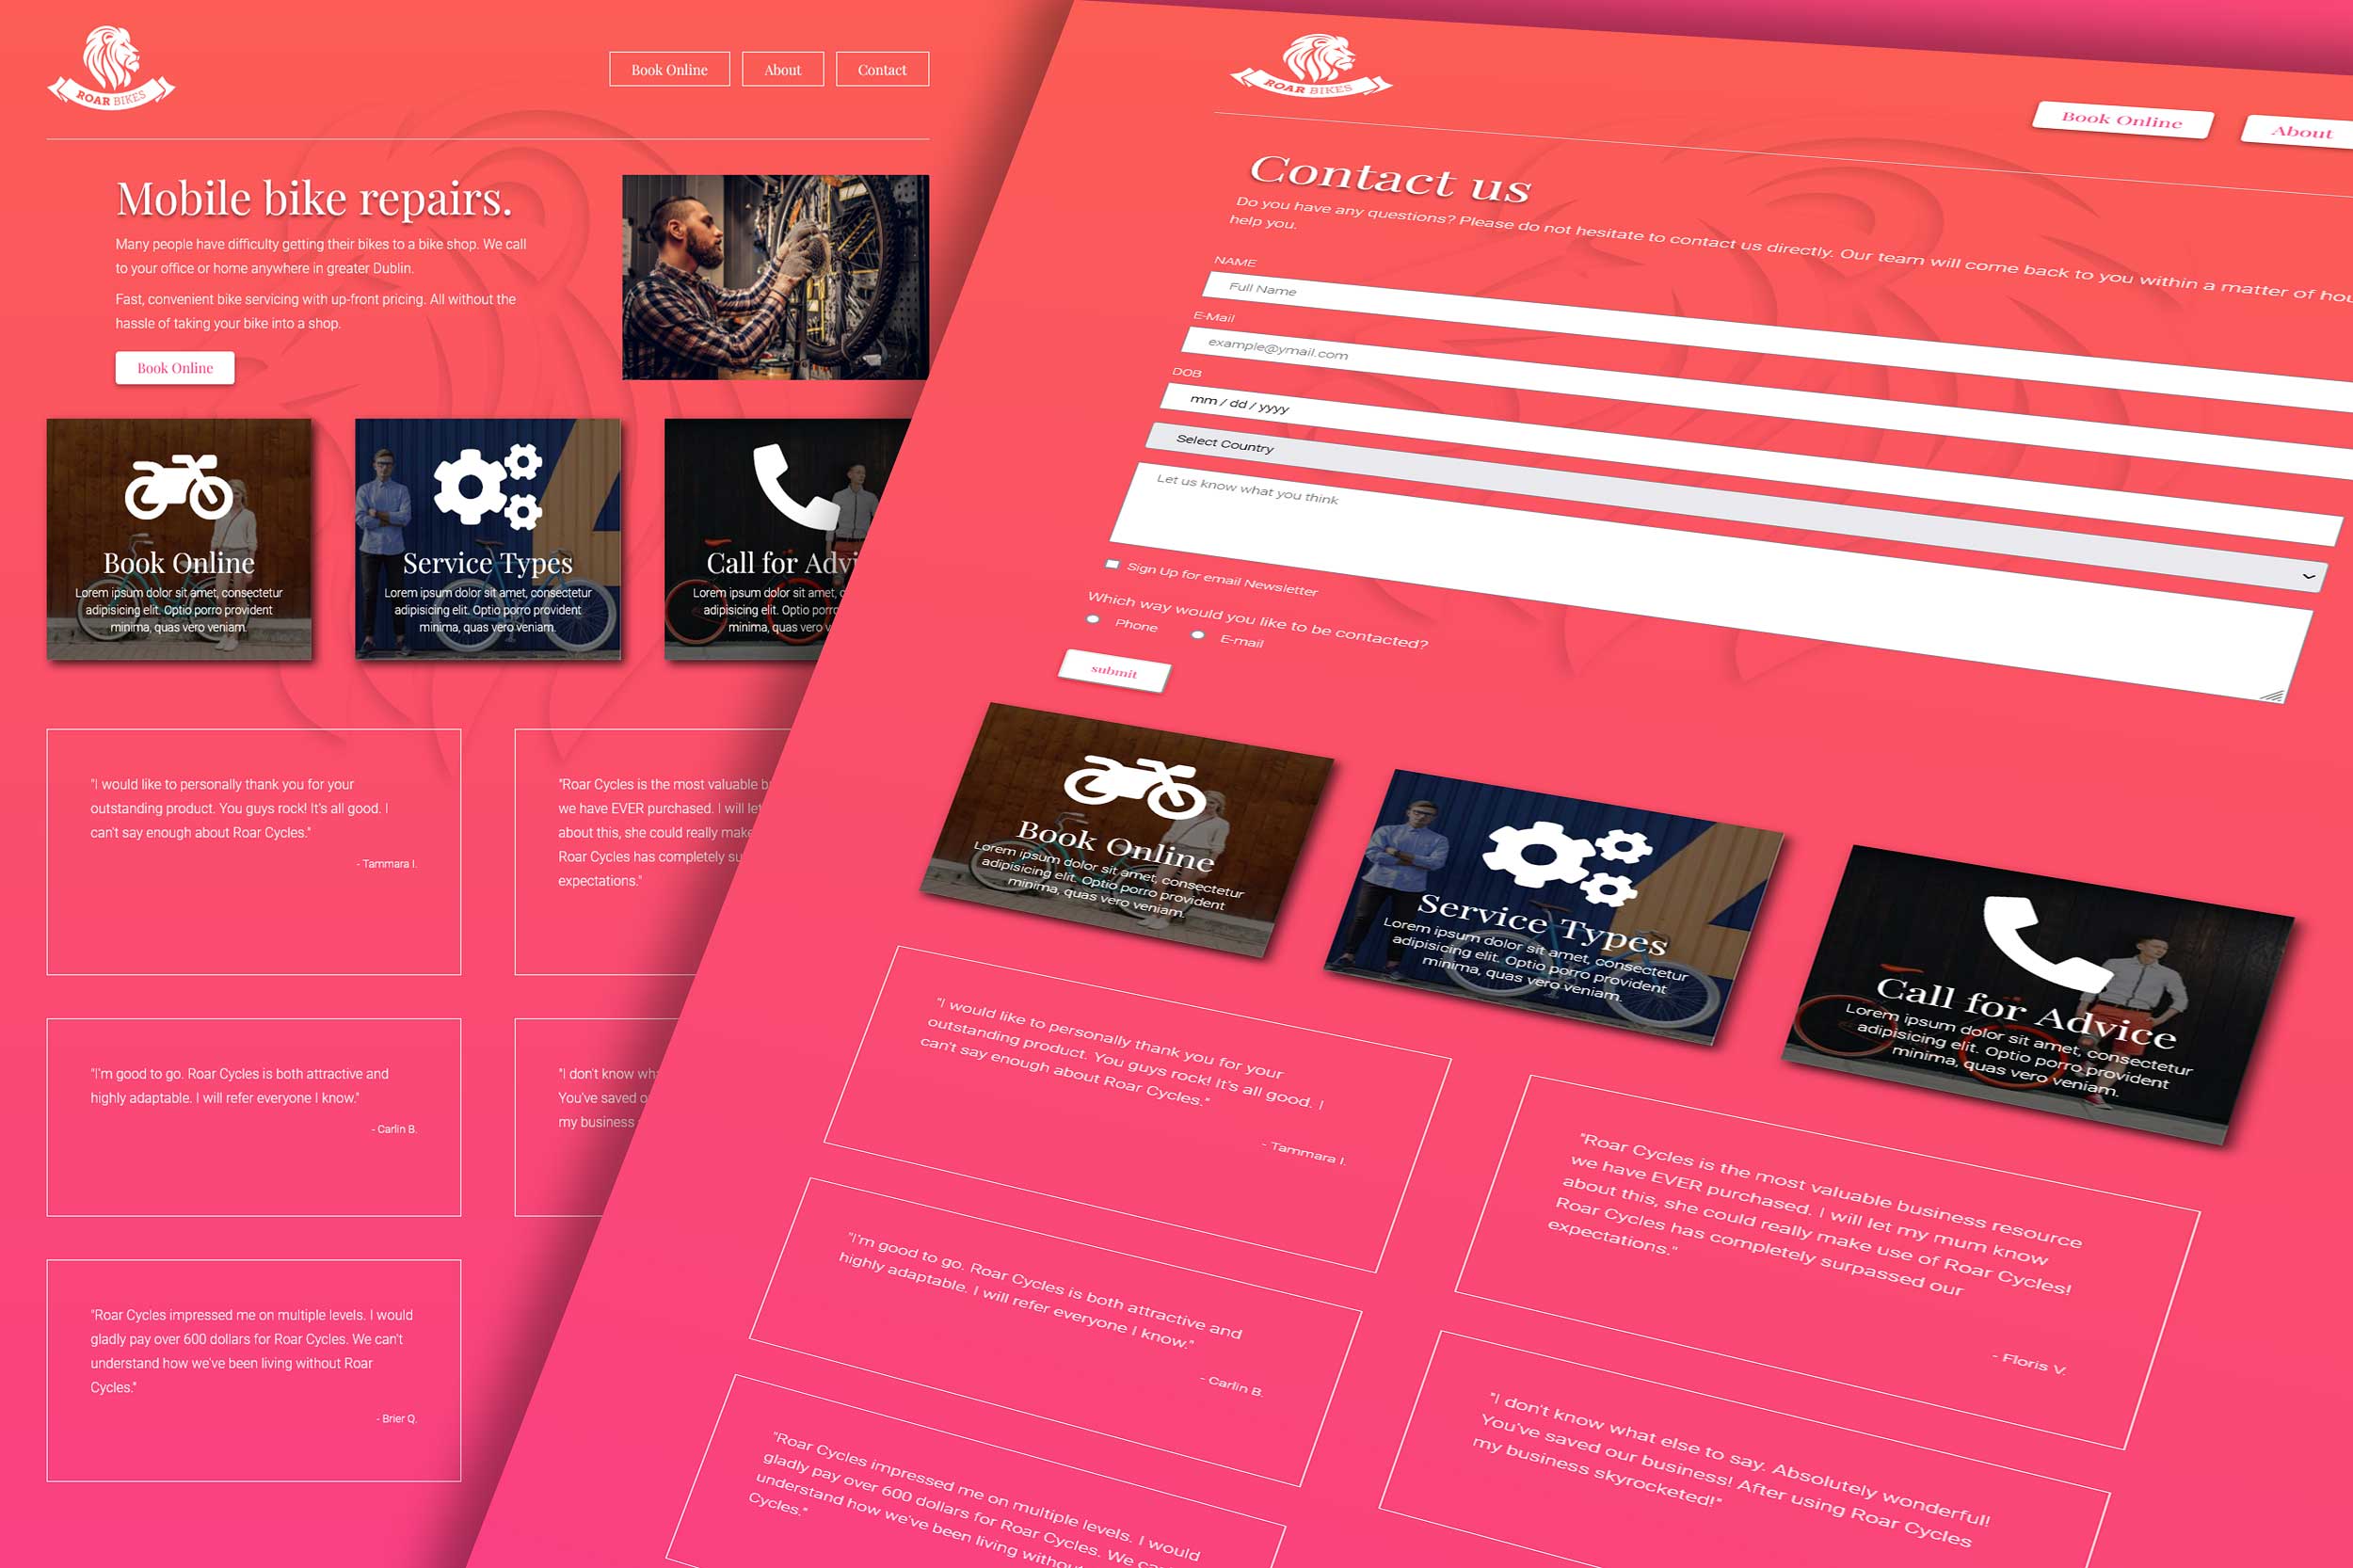 ROAR BIKES
Book Online
About
Contact
Mobile bike repairs.
Many people have difficulty getting their bikes to a bike shop. We call
to your office or home anywhere in greater Dublin.
Fast, convenient bike servicing with up-front pricing. All without the
hassle of taking your bike into a shop.
Book Online
Book Online
Lorem ipsum dolor sit amet, consectetur
adipisicing elit. Optio porro provident
minima, quas vero veniam.
Service Types
Lorem ipsum dolor sit amet, consectetur
adipisicing elit. Optio porro provident
minima, quas vero veniam.
Call for Advi
Lorem ipsum dolor sit amet, c
adipisicing elit. Optio porro
minima, quas vero v
"I would like to personally thank you for your
outstanding product. You guys rock! It's all good. I
can't say enough about Roar Cycles."
- Tammara I.
"Roar Cycles is the most valuable b
we have EVER purchased. I will let
about this, she could really make
Roar Cycles has completely su
expectations."
"I'm good to go. Roar Cycles is both attractive and
highly adaptable. I will refer everyone I know."
- Carlin B.
"I don't know wha
You've saved o
my business
"Roar Cycles impressed me on multiple levels. I would
gladly pay over 600 dollars for Roar Cycles. We can't
understand how we've been living without Roar
Cycles."
- Brier Q.
ROAR BIKES
Book Online
About
Contact us
Do you have any questions? Please do not hesitate to contact us directly. Our team will come back to you within a matter of hou
help you.
NAME
Full Name
E-Mail
example@ymail.com
DOB
mm / dd / yyyy
Select Country
Let us know what you think
Sign Up for email Newsletter
Which way would you like to be contacted?
Phone
E-mail
submit
Book Online
Lorem ipsum dolor sit amet, consectetur
adipisicing elit. Optio porro provident
minima, quas vero veniam.
Service Types
Lorem ipsum dolor sit amet, consectetur
adipisicing elit. Optio porro provident
minima, quas vero veniam.
Call for Advice
Lorem ipsum dolor sit amet, consectetur
adipisicing elit. Optio porro provident
minima, quas vero veniam.
"I would like to personally thank you for your
outstanding product. You guys rock! It's all good. I
can't say enough about Roar Cycles."
- Tammara I.
"Roar Cycles is the most valuable business resource
we have EVER purchased. I will let my mum know
about this, she could really make use of Roar Cycles!
Roar Cycles has completely surpassed our
expectations."
- Floris V.
"I'm good to go. Roar Cycles is both attractive and
highly adaptable. I will refer everyone I know."
- Carlin B.
"I don't know what else to say. Absolutely wonderful!
You've saved our business! After using Roar Cycles
my business skyrocketed!"
"Roar Cycles impressed me on multiple levels. I would
gladly pay over 600 dollars for Roar Cycles. We can't
understand how we've been living without
Cycles."